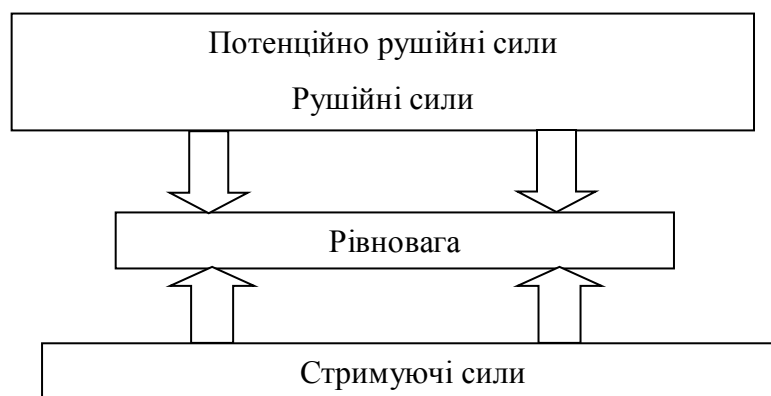 Потенційно рушійні сили
Рушійні сили
Рівновага
Стримуючі сили